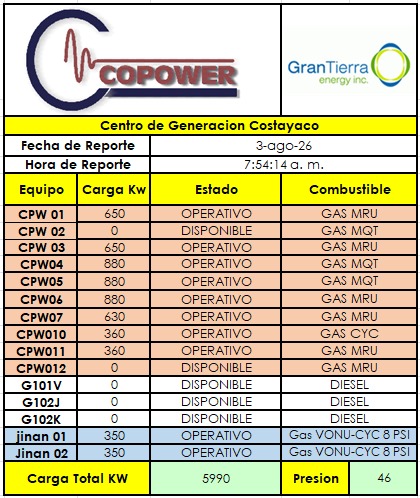 COPOWER
GranTierra
energy inc.
Centro de Generacion Costayaco
Fecha de Reporte 3-ago-26
Hora de Reporte 7:54:14 a. m.
Equipo Carga Kw Estado Combustible
CPW 01 650 OPERATIVO GAS MRU
CPW 02 0 DISPONIBLE GAS MQT
CPW 03 650 OPERATIVO GAS MRU
CPW04 880 OPERATIVO GAS MQT
CPW05 880 OPERATIVO GAS MQT
CPW06 880 OPERATIVO GAS MRU
CPW07 630 OPERATIVO GAS MRU
CPW010 360 OPERATIVO GAS CYC
CPW011 360 OPERATIVO GAS MRU
CPW012 0 DISPONIBLE GAS MRU
G101V 0 DISPONIBLE DIESEL
G102J 0 DISPONIBLE DIESEL
G102K 0 DISPONIBLE DIESEL
jinan 01 350 OPERATIVO Gas VONU-CYC 8 PSI
Jinan 02 350 OPERATIVO Gas VONU-CYC 8 PSI
Carga Total KW 5990 Presion 46